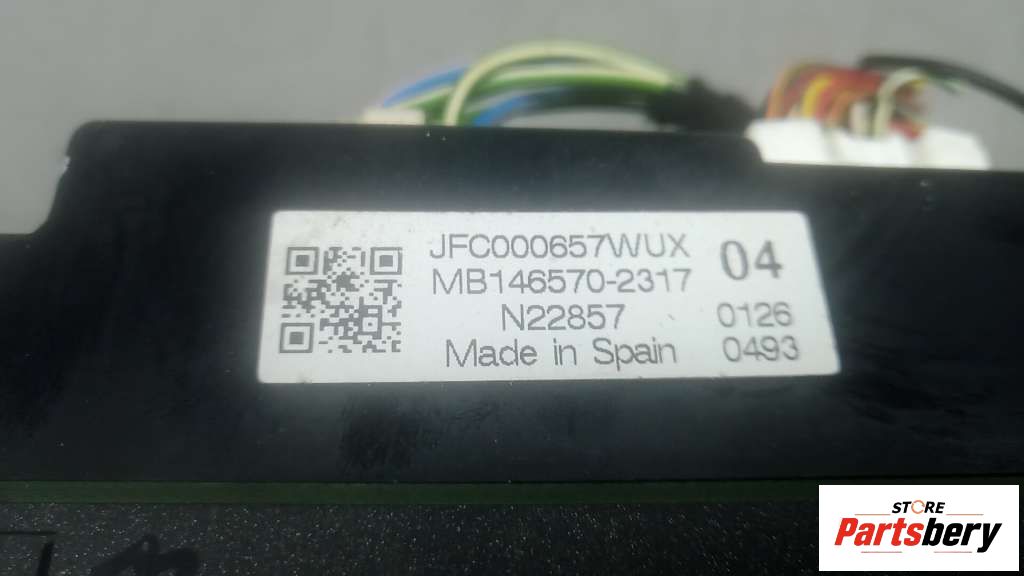 JFC000657WUX 04
MB146570-2317
N22857 0126
Made in Spain 0493
STORE
Partsbery